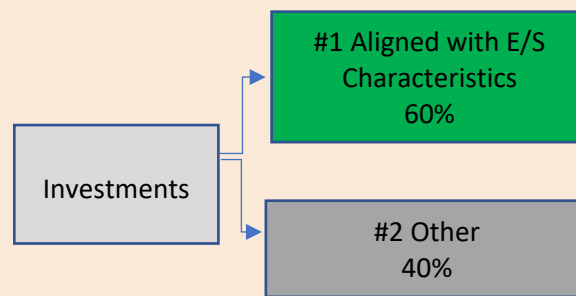 #1 Aligned with E/S
Characteristics
60%
Investments
#2 Other
40%